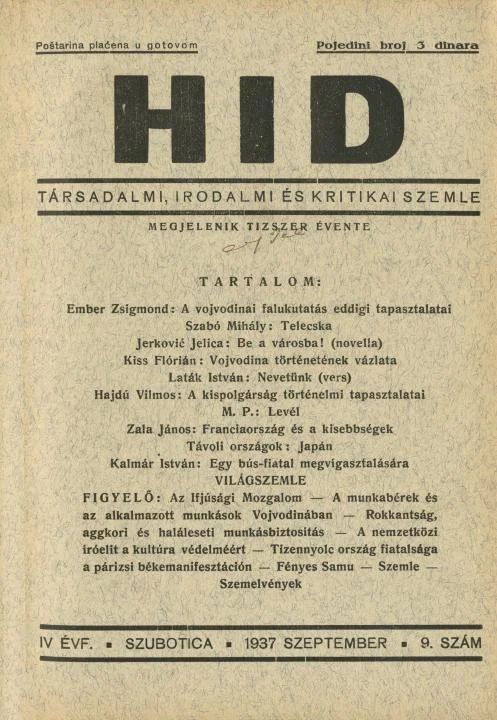 Poštarina plaćena u gotovom
Pojedini broj 3 dinara
HID
TÁRSADALMI, IRODALMI ÉS KRITIKAI SZEMLE
MEGJELENIK TIZSZER ÉVENTE
TARTALOM:
Ember Zsigmond: A vojvodinai falukutatás eddigi tapasztalatai
Szabó Mihály: Telecska
Jerković Jelica: Be a városba! (novella)
Kiss Flórián: Vojvodina történetének vázlata
Laták István: Nevetünk (vers)
Hajdú Vilmos: A kispolgárság történelmi tapasztalatai
M. P.: Levél
Zala János: Franciaország és a kisebbségek
Távoli országok: Japán
Kalmár István: Egy bús-fiatal megvigasztalására
VILÁGSZEMLE
FIGYELŐ: Az Ifjúsági Mozgalom — A munkabérek és
az alkalmazott munkások Vojvodinában — Rokkantság,
aggkori és haláleseti munkásbiztositás — A nemzetközi
iróelit a kultúra védelméért — Tizennyolc ország fiatalsága
a párizsi békemanifesztáción — Fényes Samu — Szemle —
Szemelvények
IV ÉVF. ▪ SZUBOTICA ▪ 1937 SZEPTEMBER ▪ 9. SZÁM